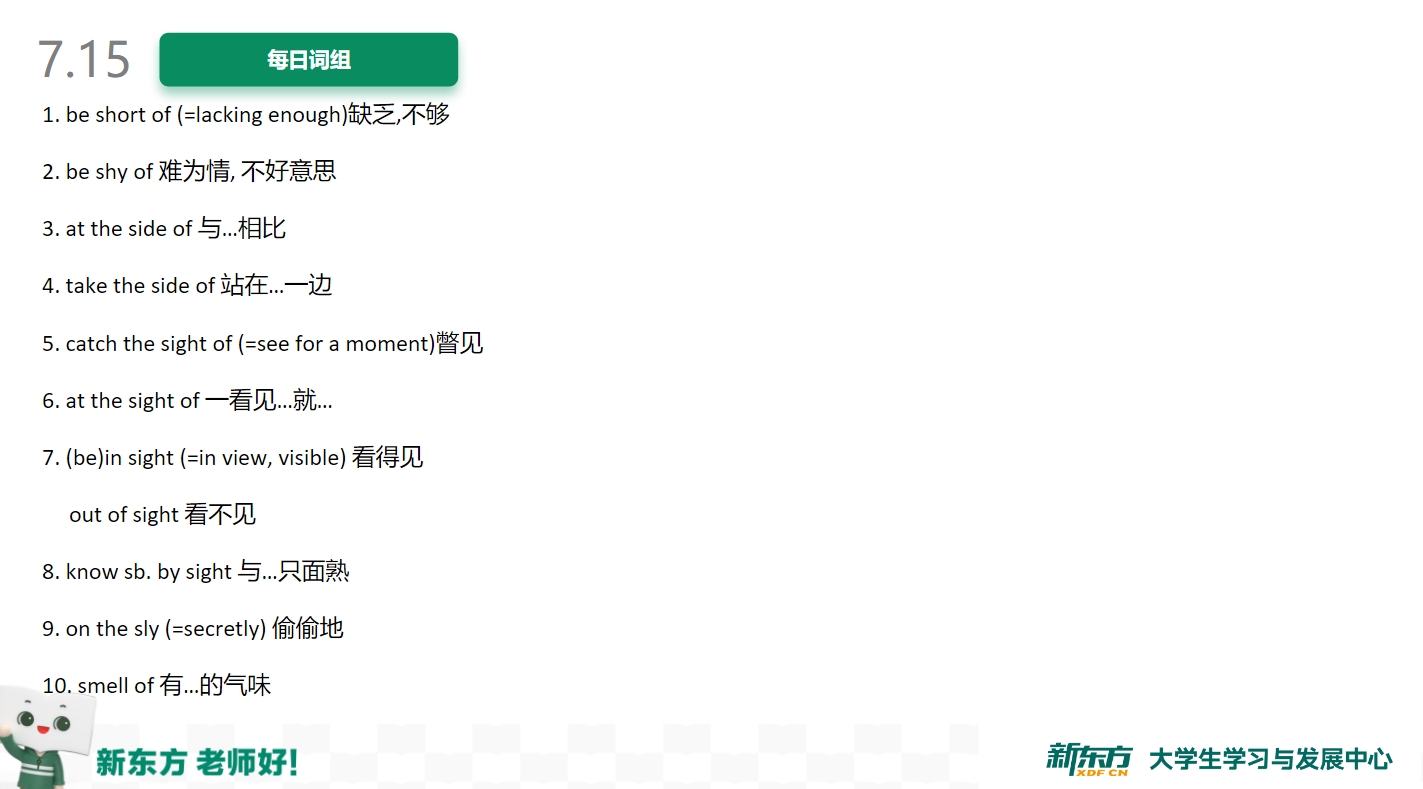 7.15
每日词组
1. be short of (=lacking enough)缺乏,不够
2. be shy of 难为情, 不好意思
3. at the side of 与...相比
4. take the side of 站在...一边
5. catch the sight of (=see for a moment)瞥见
6. at the sight of 一看见...就...
7. (be)in sight (=in view, visible) 看得见
out of sight 看不见
8. know sb. by sight 与...只面熟
9. on the sly (=secretly) 偷偷地
10. smell of 有...的气味
新东方 老师好!
新东方 XDF CN 大学生学习与发展中心